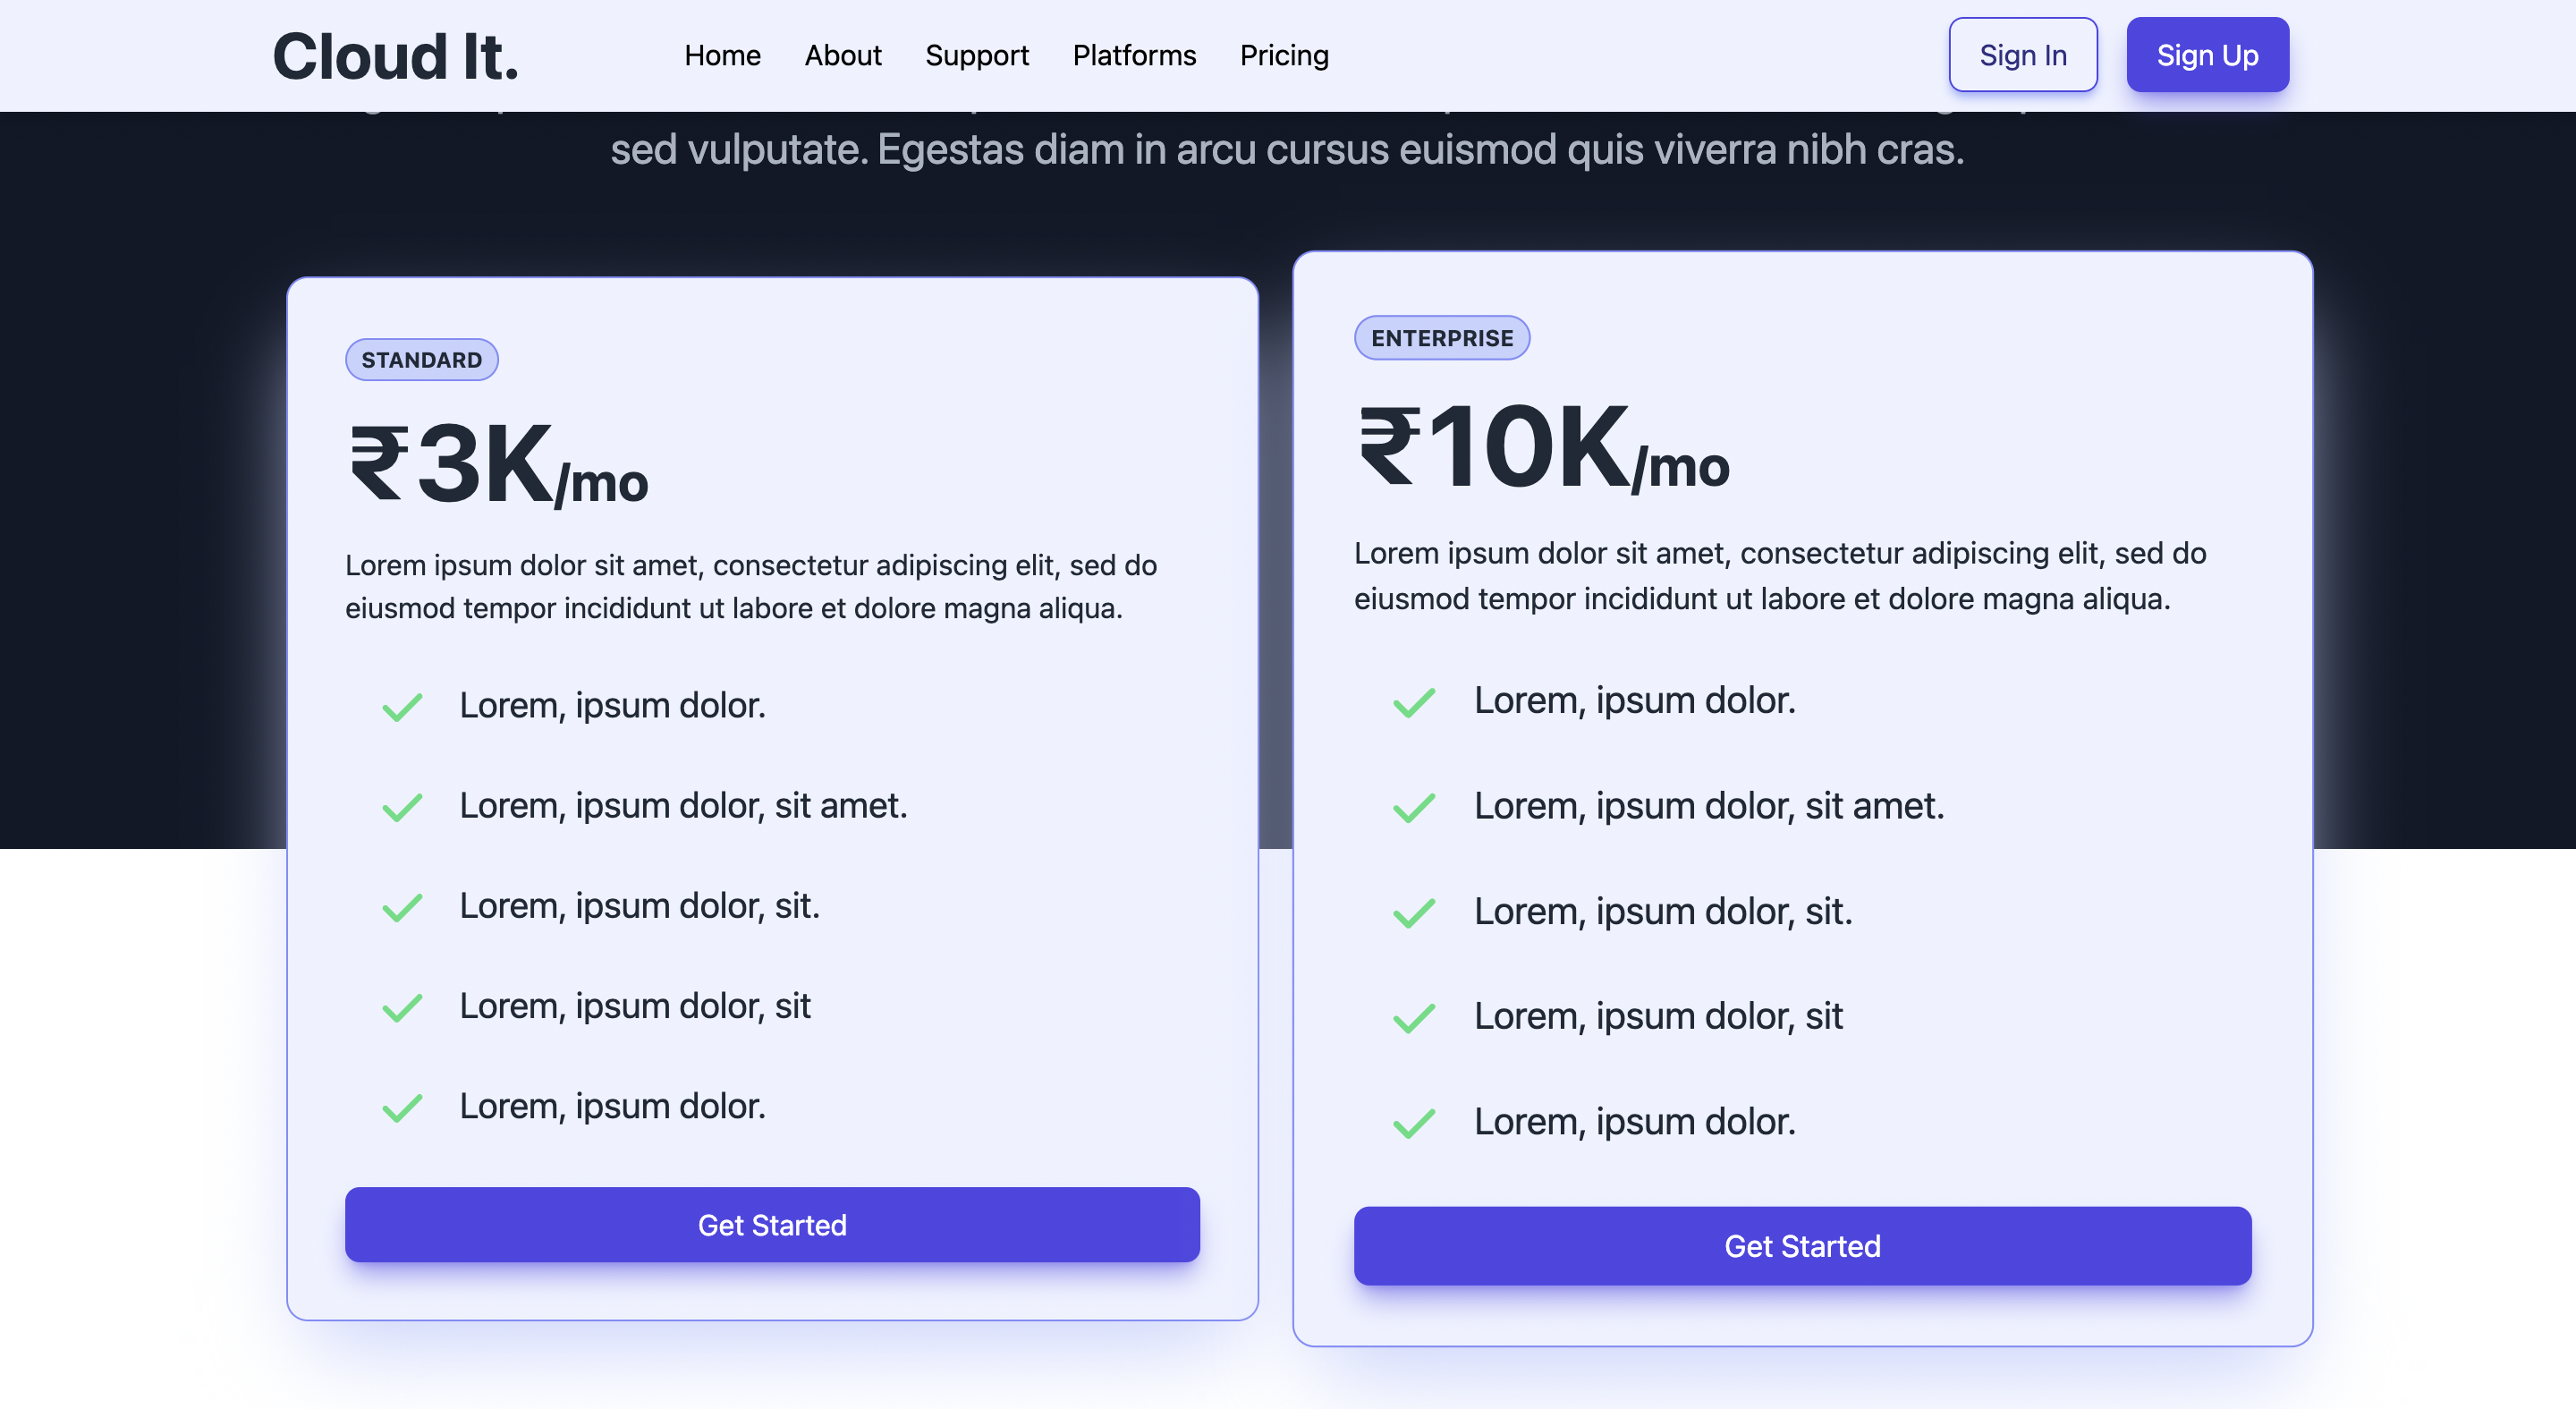 Cloud It.
Home
About
Support
Platforms
Pricing
Sign In
Sign Up
sed vulputate. Egestas diam in arcu cursus euismod quis viverra nibh cras.
STANDARD
₹3K/mo
Lorem ipsum dolor sit amet, consectetur adipiscing elit, sed do
eiusmod tempor incididunt ut labore et dolore magna aliqua.
Lorem, ipsum dolor.
Lorem, ipsum dolor, sit amet.
Lorem, ipsum dolor, sit.
Lorem, ipsum dolor, sit
Lorem, ipsum dolor.
Get Started
ENTERPRISE
₹10K/mo
Lorem ipsum dolor sit amet, consectetur adipiscing elit, sed do
eiusmod tempor incididunt ut labore et dolore magna aliqua.
Lorem, ipsum dolor.
Lorem, ipsum dolor, sit amet.
Lorem, ipsum dolor, sit.
Lorem, ipsum dolor, sit
Lorem, ipsum dolor.
Get Started